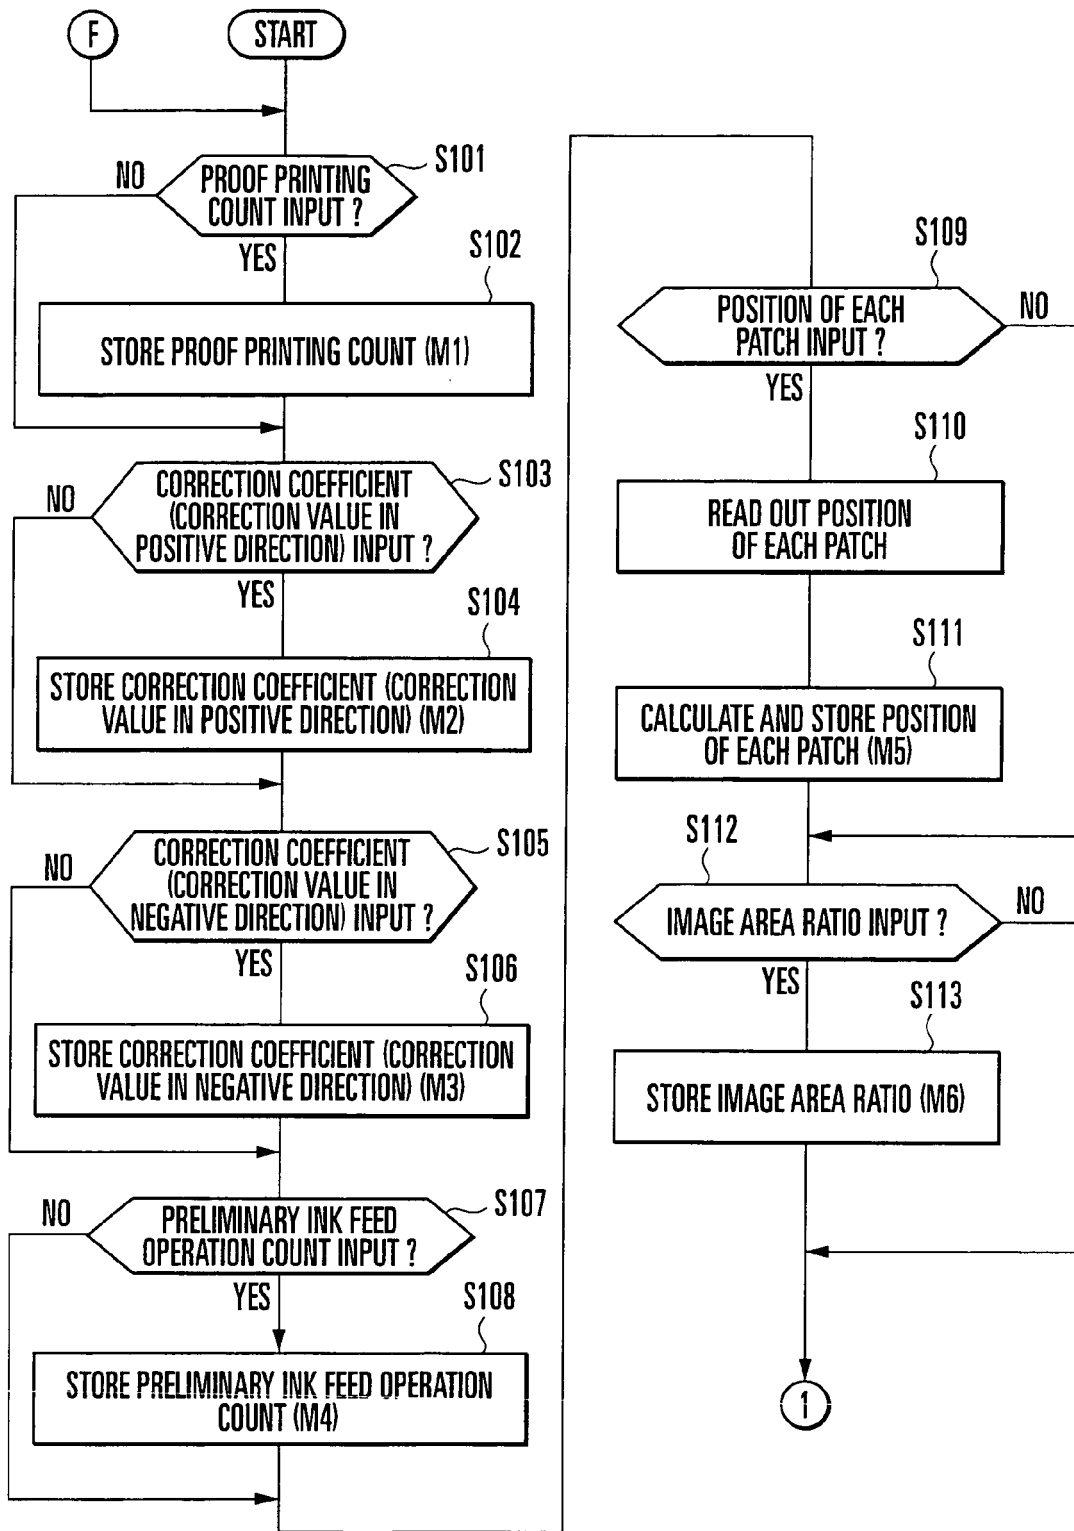 F
START
S101
NO
PROOF PRINTING
COUNT INPUT ?
YES
S102
STORE PROOF PRINTING COUNT (M1)
S103
NO
CORRECTION COEFFICIENT
(CORRECTION VALUE IN
POSITIVE DIRECTION) INPUT ?
YES
S104
STORE CORRECTION COEFFICIENT (CORRECTION
VALUE IN POSITIVE DIRECTION) (M2)
S105
NO
CORRECTION COEFFICIENT
(CORRECTION VALUE IN
NEGATIVE DIRECTION) INPUT ?
YES
S106
STORE CORRECTION COEFFICIENT (CORRECTION
VALUE IN NEGATIVE DIRECTION) (M3)
S107
NO
PRELIMINARY INK FEED
OPERATION COUNT INPUT ?
YES
S108
STORE PRELIMINARY INK FEED OPERATION
COUNT (M4)
S109
POSITION OF EACH
PATCH INPUT ?
NO
YES
S110
READ OUT POSITION
OF EACH PATCH
S111
CALCULATE AND STORE POSITION
OF EACH PATCH (M5)
S112
IMAGE AREA RATIO INPUT ?
NO
YES
S113
STORE IMAGE AREA RATIO (M6)
1